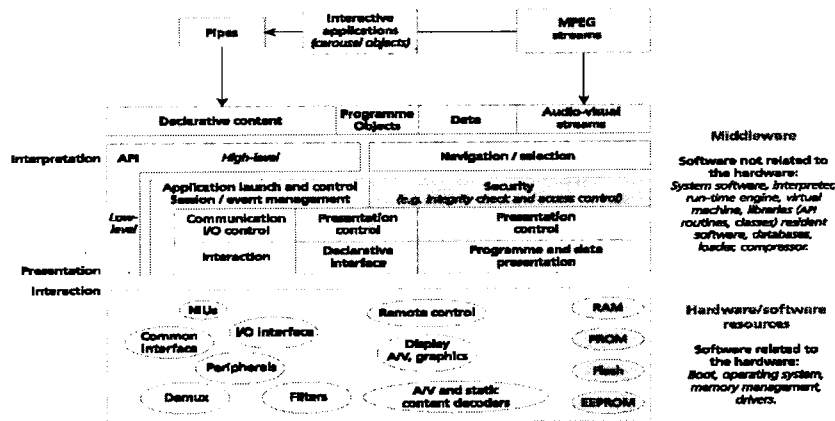 Pipes
Interactive
applications
(carousel objects)
MPEG
streams
Declarative content
Programme
Objects
Data
Audio-visual
streams
Interpretation
API
High-level
Navigation / selection
Application launch and control
Session / event management
Security
(e.g. integrity check and access control)
Low-
level
Communication
I/O control
Presentation
control
Presentation
control
Interaction
Declarative
interface
Programme and data
presentation
Presentation
Interaction
NIUs
Common
interface
I/O interface
Peripherals
Demux
Filters
Remote control
Display
A/V, graphics
A/V and static
content decoders
RAM
PROM
Flash
EEPROM
Middleware
Software not related to
the hardware:
System software, interpreter,
run-time engine, virtual
machine, libraries (API
routines, classes) resident
software, databases,
loader, compressor.
Hardware/software
resources
Software related to
the hardware:
Boot, operating system,
memory management,
drivers.